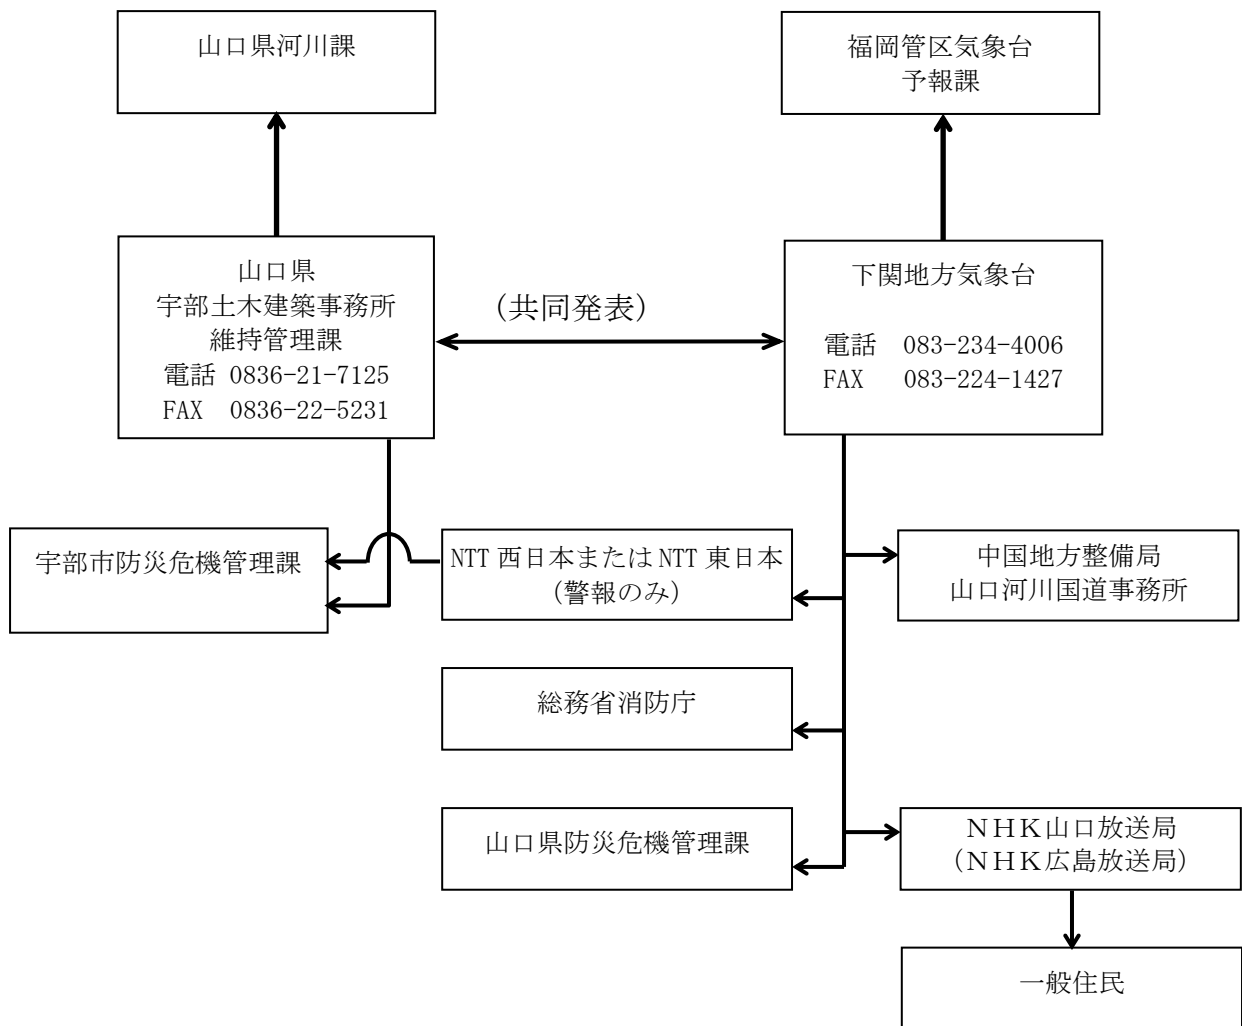 山口県河川課
福岡管区気象台
予報課
山口県
宇部土木建築事務所
維持管理課
電話 0836-21-7125
FAX 0836-22-5231
(共同発表)
下関地方気象台
電話 083-234-4006
FAX 083-224-1427
宇部市防災危機管理課
NTT西日本またはNTT東日本
(警報のみ)
中国地方整備局
山口河川国道事務所
総務省消防庁
山口県防災危機管理課
NHK山口放送局
(NHK広島放送局)
一般住民